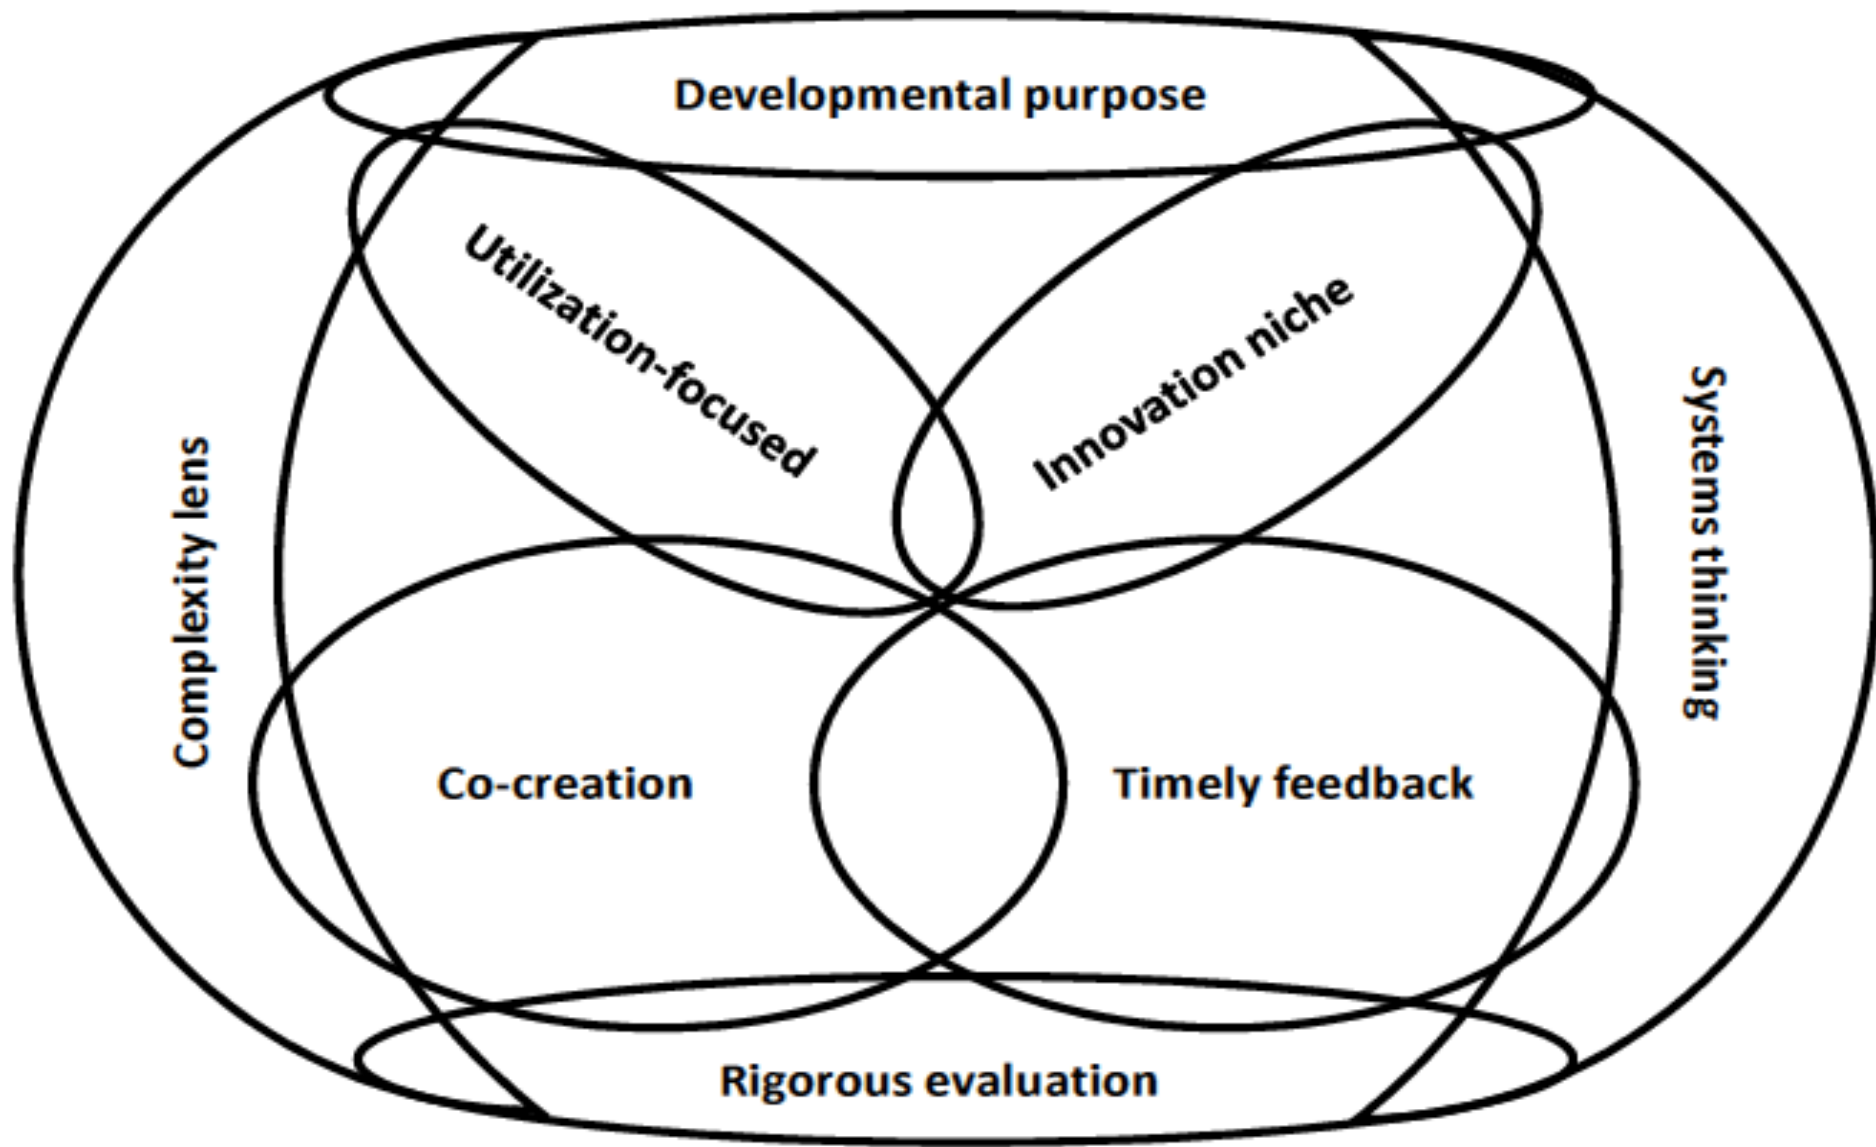 Developmental purpose
Utilization-focused
Innovation niche
Complexity lens
Systems thinking
Co-creation
Timely feedback
Rigorous evaluation